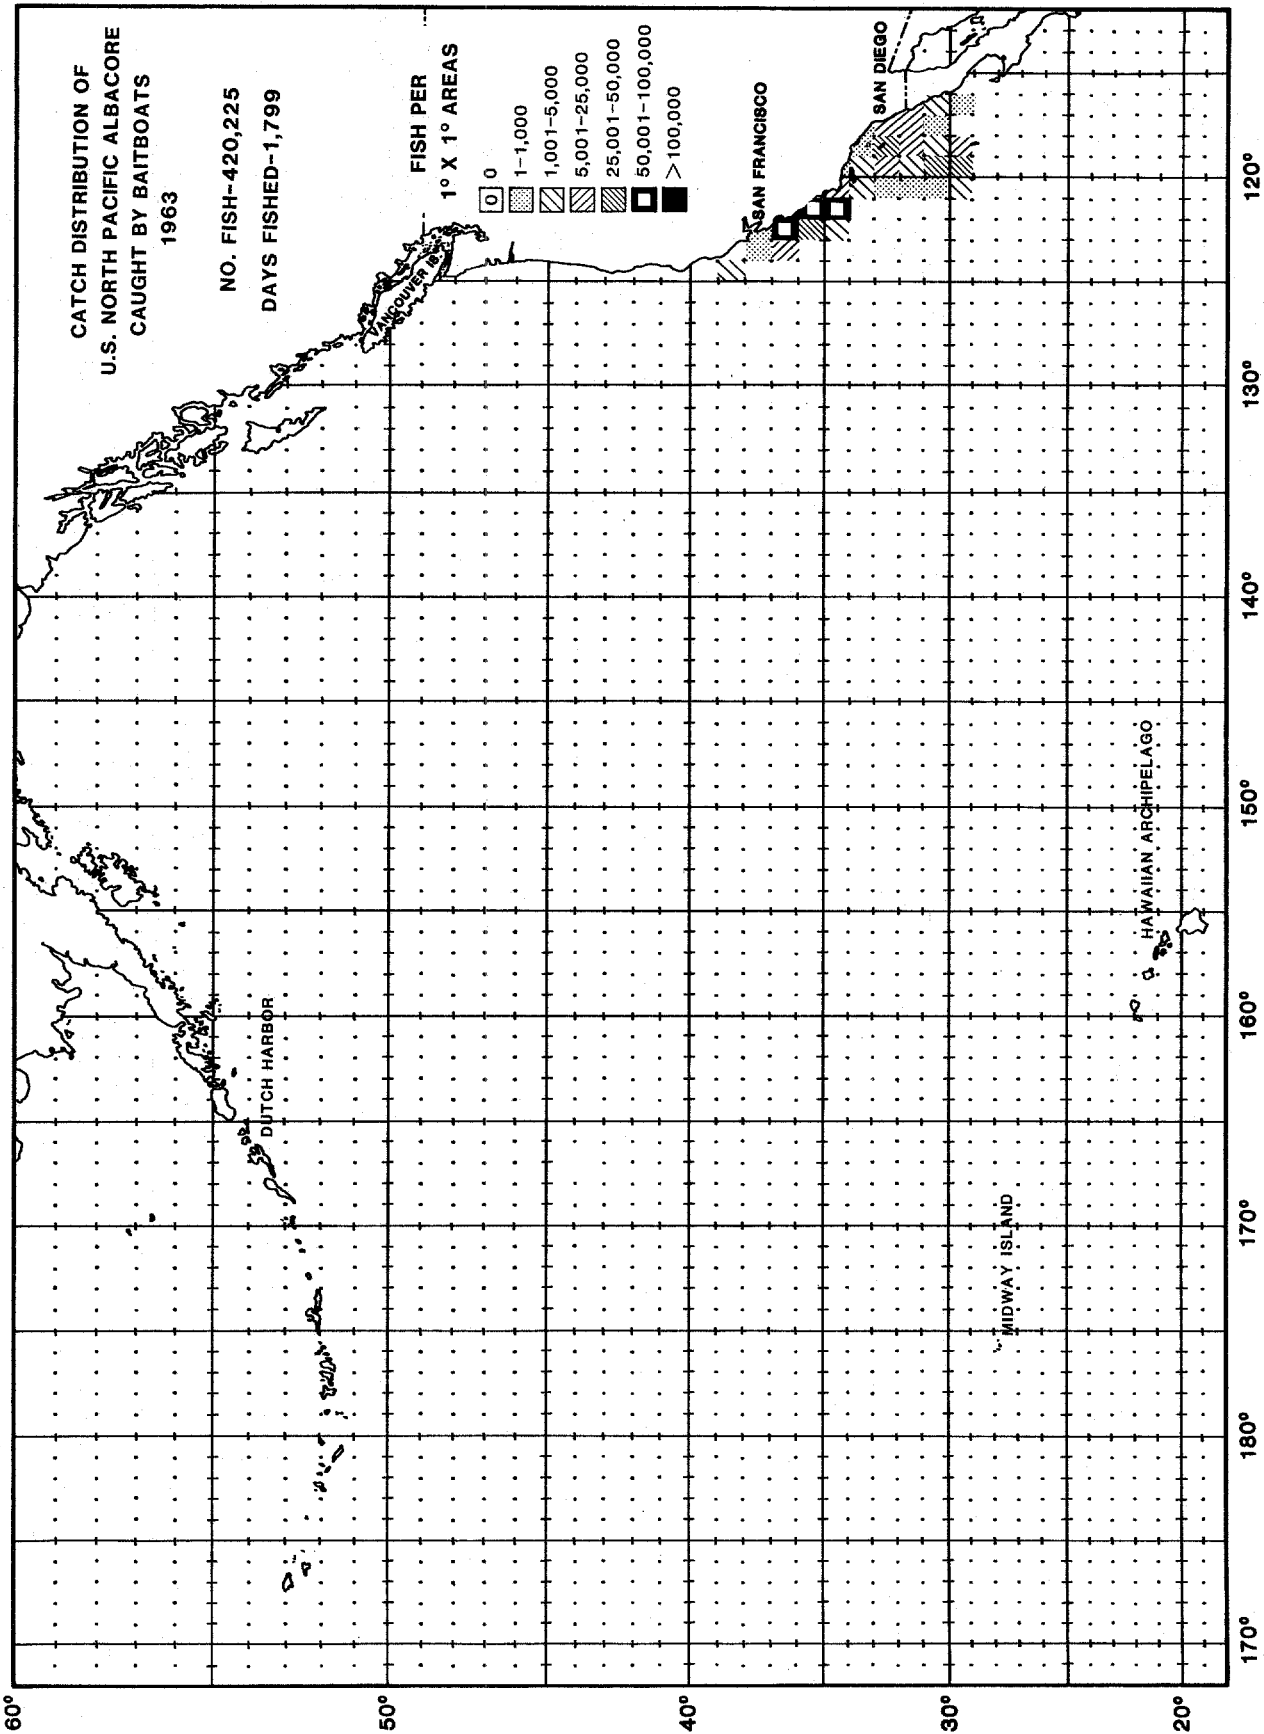 CATCH DISTRIBUTION OF
U.S. NORTH PACIFIC ALBACORE
CAUGHT BY BAITBOATS
1963
NO. FISH-420,225
DAYS FISHED-1,799
FISH PER
1° X 1° AREAS
0 0
1-1,000
1,001-5,000
5,001-25,000
25,001-50,000
50,001-100,000
>100,000
VANCOUVER IS.
SAN FRANCISCO
SAN DIEGO
DUTCH HARBOR
MIDWAY ISLAND
HAWAIIAN ARCHIPELAGO
60°
50°
40°
30°
20°
170°
180°
170°
160°
150°
140°
130°
120°